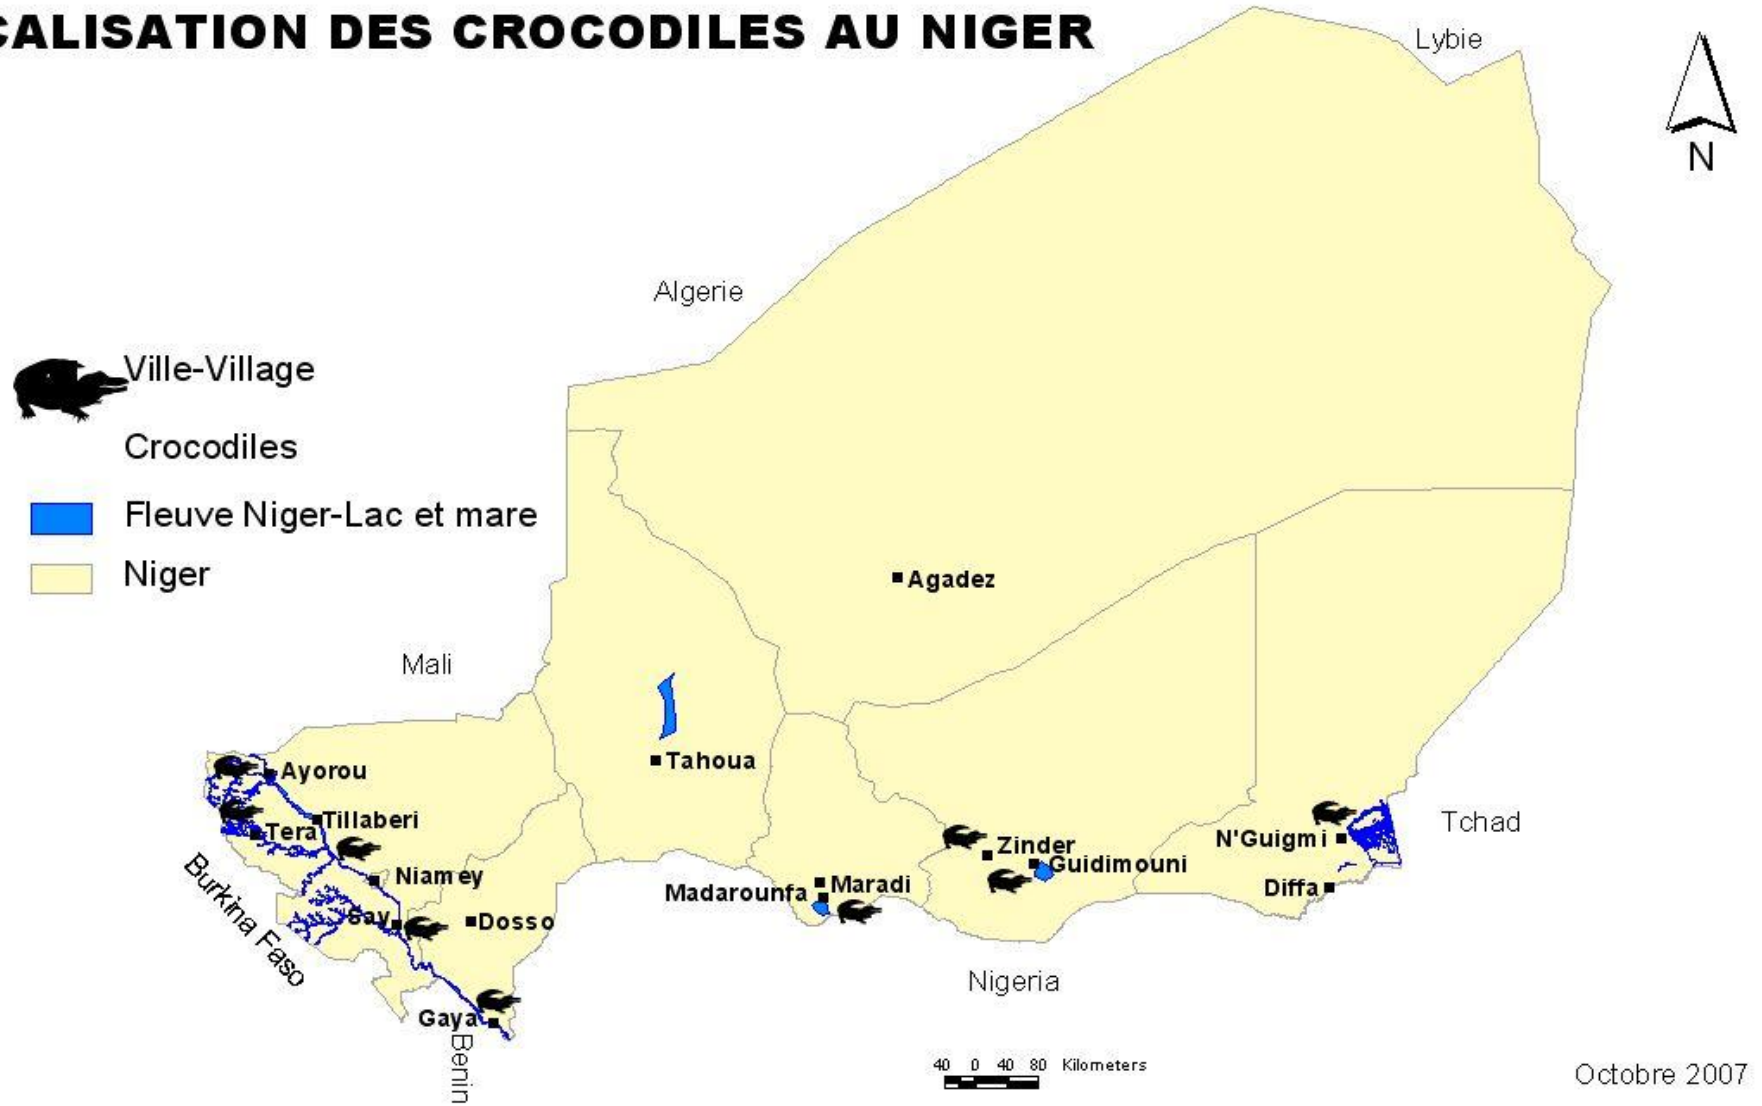 CALISATION DES CROCODILES AU NIGER
Lybie
N
Algerie
Ville-Village
Crocodiles
Fleuve Niger-Lac et mare
Niger
Agadez
Mali
Tahoua
Ayorou
Tillaberi
Tera
Tchad
N'Guigmi
Zinder
Guidimouni
Niamey
Maradi
Madarounfa
Diffa
Burkina Faso
Say
Dosso
Nigeria
Gaya
Benin
40 0 40 80 Kilometers
Octobre 2007